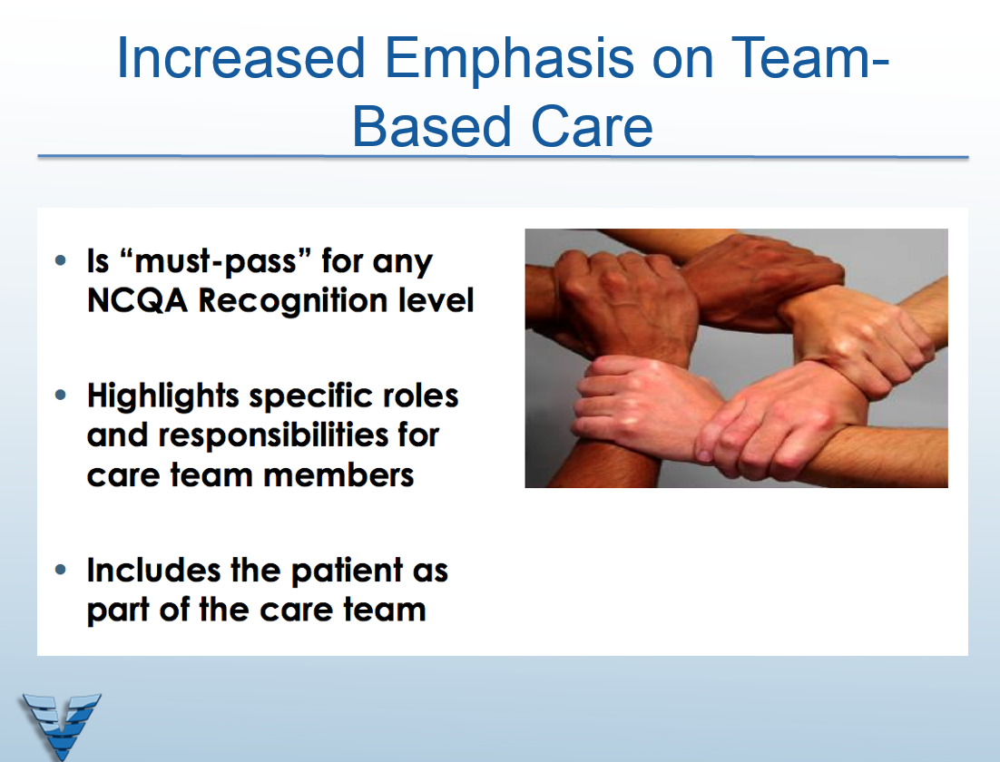 Increased Emphasis on Team-
Based Care
• Is “must-pass” for any
NCQA Recognition level
• Highlights specific roles
and responsibilities for
care team members
• Includes the patient as
part of the care team